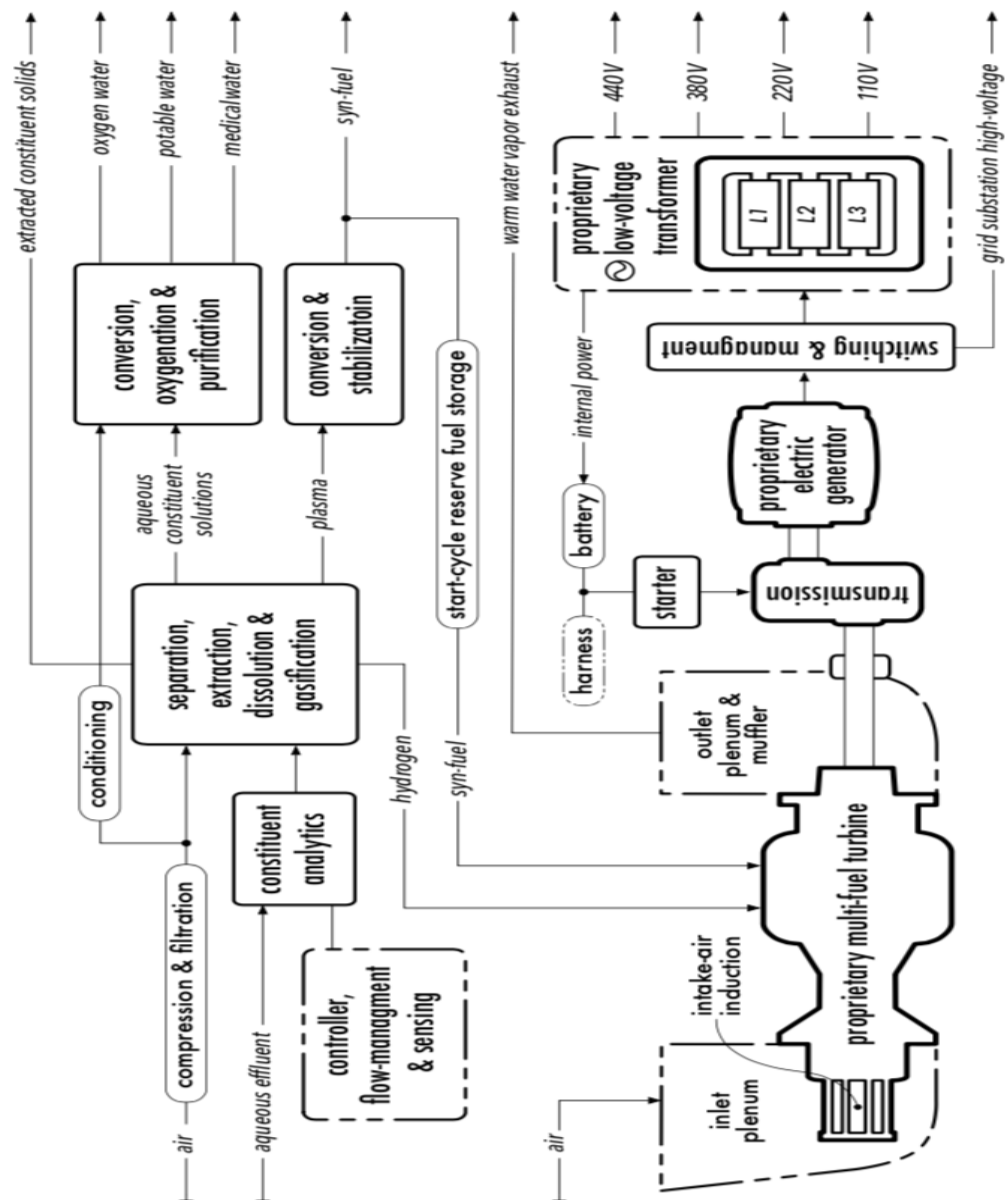 extracted constituent solids
oxygen water
potable water
medicalwater
syn-fuel
warm water vapor exhaust
440V
380V
220V
110V
grid substation high-voltage
conversion,
oxygenation &
purification
conversion &
stabilizatoin
proprietary
low-voltage
transformer
L1
L2
L3
aqueous
constituent
solutions
plasma
start-cycle reserve fuel storage
internal power
switching & managment
conditioning
separation,
extraction,
dissolution &
gasification
battery
harness
starter
proprietary
electric
generator
transmission
hydrogen
syn-fuel
outlet
plenum &
muffler
compression & filtration
constituent
analytics
controller,
flow-managment
& sensing
intake-air
induction
proprietary multi-fuel turbine
air
aqueous effluent
air
inlet
plenum